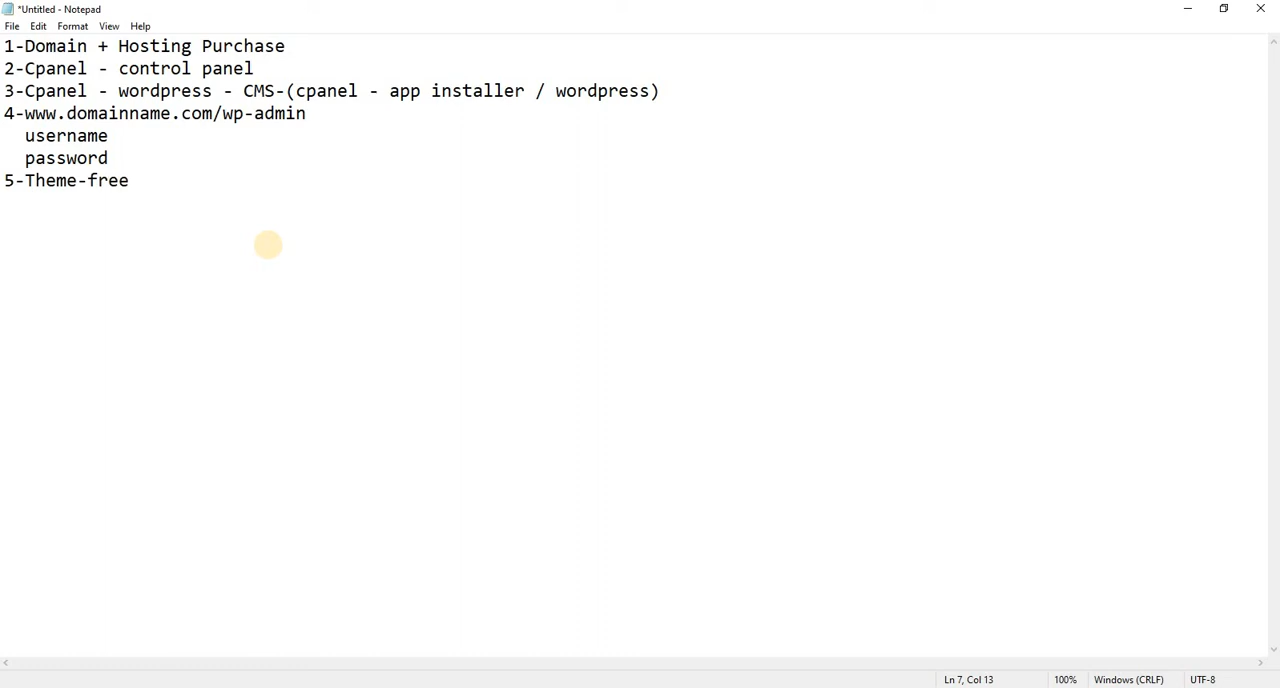 *Untitled - Notepad
File Edit Format View Help
1-Domain + Hosting Purchase
2-Cpanel - control panel
3-Cpanel - wordpress - CMS-(cpanel - app installer / wordpress)
4-www.domainname.com/wp-admin
username
password
5-Theme-free
Ln 7, Col 13 100% Windows (CRLF) UTF-8